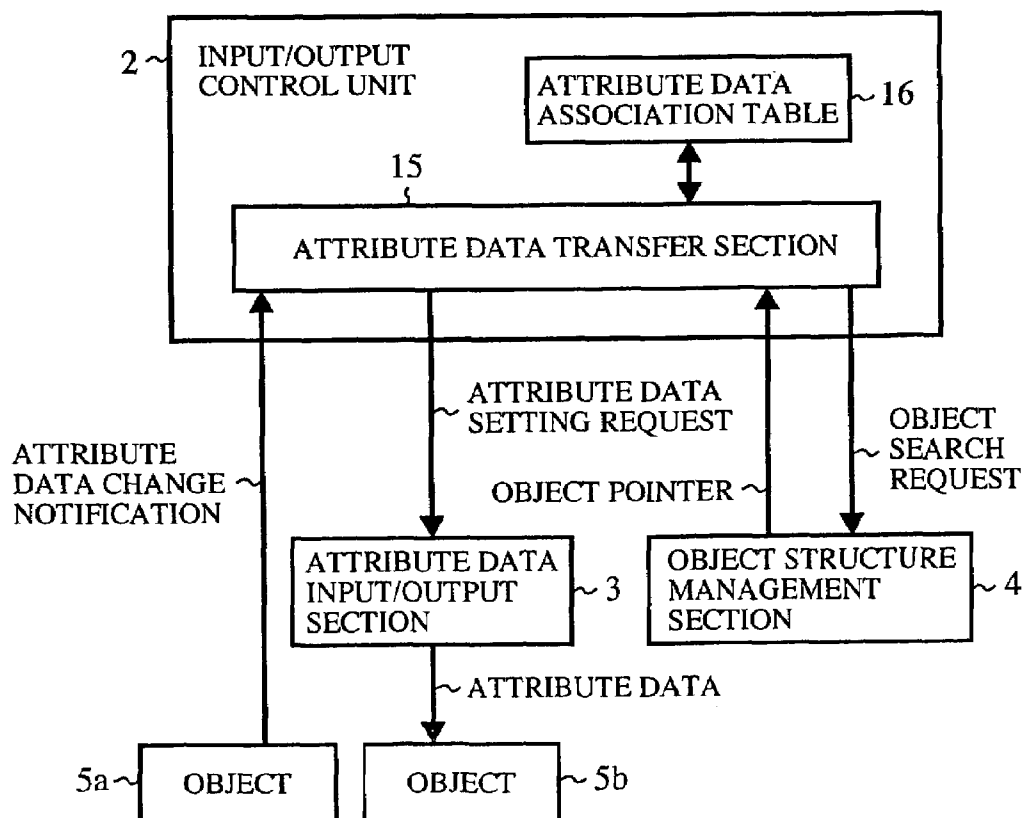 2
INPUT/OUTPUT
CONTROL UNIT
ATTRIBUTE DATA
ASSOCIATION TABLE
16
15
ATTRIBUTE DATA TRANSFER SECTION
ATTRIBUTE DATA
SETTING REQUEST
OBJECT
SEARCH
REQUEST
ATTRIBUTE
DATA CHANGE
NOTIFICATION
OBJECT POINTER
ATTRIBUTE DATA
INPUT/OUTPUT
SECTION
3
OBJECT STRUCTURE
MANAGEMENT
SECTION
4
ATTRIBUTE DATA
5a
OBJECT
OBJECT
5b